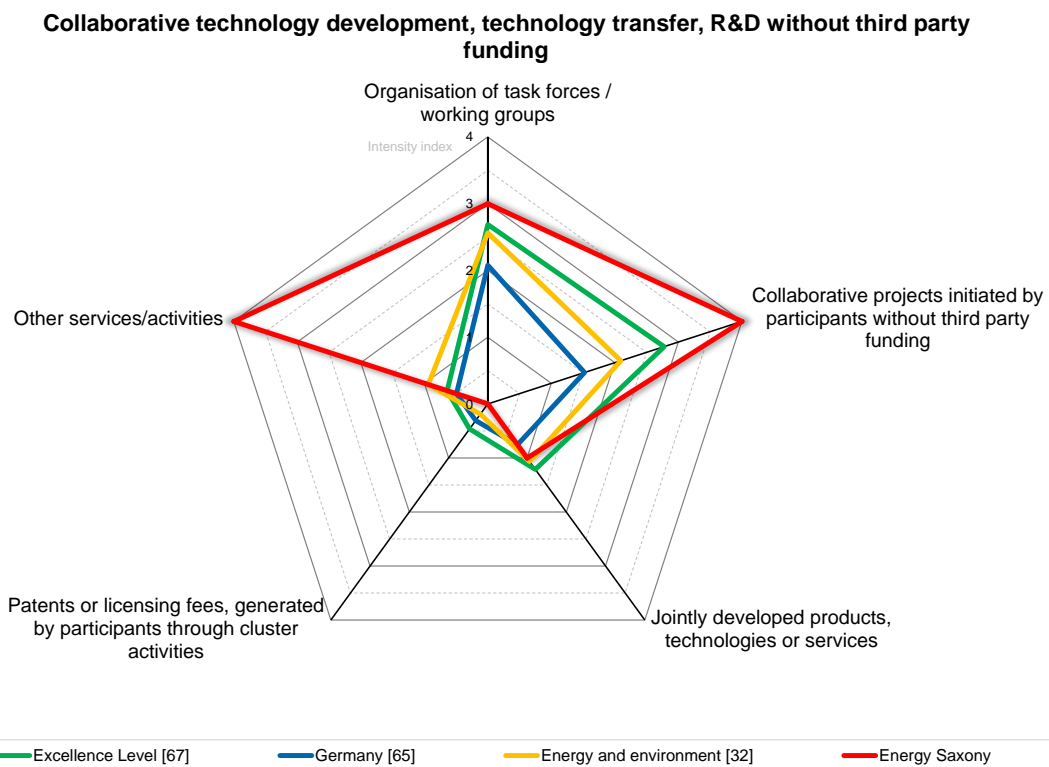 Collaborative technology development, technology transfer, R&D without third party
funding
Organisation of task forces /
working groups
4
Intensity index
3
2
1
0
Collaborative projects initiated by
participants without third party
funding
Other services/activities
Patents or licensing fees, generated
by participants through cluster
activities
Jointly developed products,
technologies or services
Excellence Level [67]
Germany [65]
Energy and environment [32]
Energy Saxony